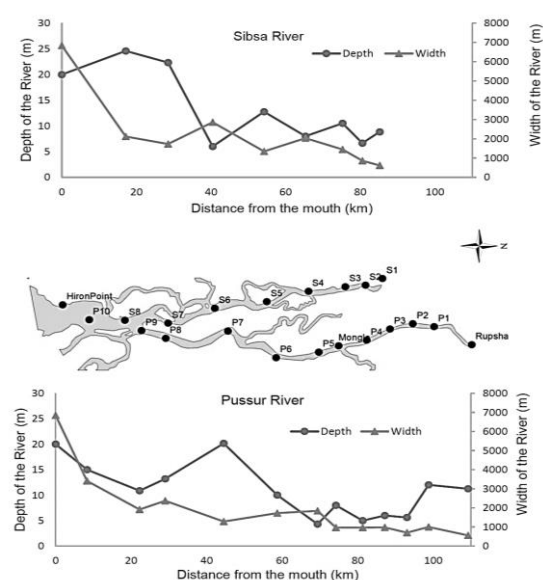 Sibsa River
Depth
Width
Depth of the River (m)
30
25
20
15
10
5
0
Width of the River (m)
8000
7000
6000
5000
4000
3000
2000
1000
0
0 20 40 60 80 100
Distance from the mouth (km)
N
HironPoint
P10
S8
P9
S7
P8
S6
P7
S5
P6
S4
P5
Mongla
S3
P4
S2
P3
S1
P2
P1
Rupsha
Pussur River
Depth
Width
Depth of the River (m)
30
25
20
15
10
5
0
Width of the River (m)
8000
7000
6000
5000
4000
3000
2000
1000
0
0 20 40 60 80 100
Distance from the mouth (km)